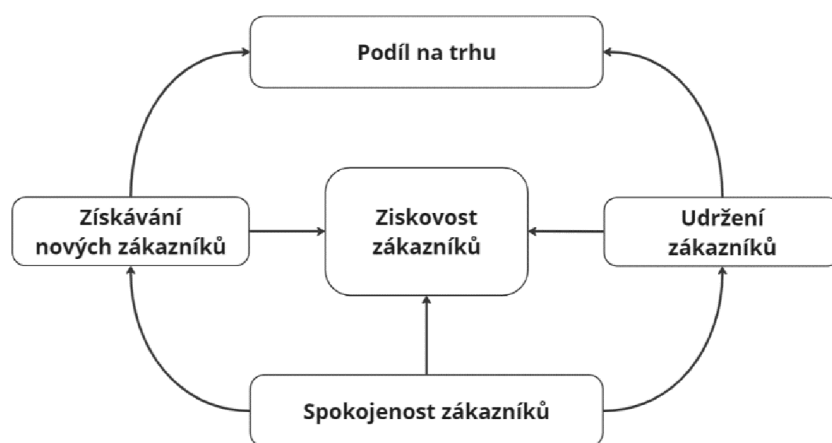 Podíl na trhu
Získávání
nových zákazníků
Ziskovost
zákazníků
Udržení
zákazníků
Spokojenost zákazníků